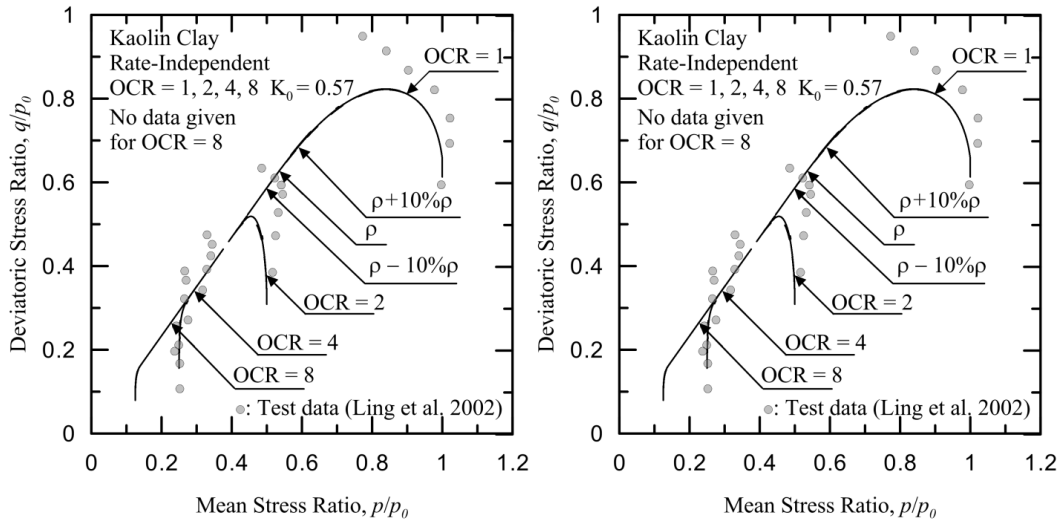 1
0.8
0.6
0.4
0.2
0
Deviatoric Stress Ratio, q/p₀
Kaolin Clay
Rate-Independent
OCR = 1, 2, 4, 8 K₀ = 0.57
No data given
for OCR = 8
OCR = 1
ρ+10%ρ
ρ
ρ − 10%ρ
OCR = 2
OCR = 4
OCR = 8
: Test data (Ling et al. 2002)
0 0.2 0.4 0.6 0.8 1 1.2
Mean Stress Ratio, p/p₀
1
0.8
0.6
0.4
0.2
0
Deviatoric Stress Ratio, q/p₀
Kaolin Clay
Rate-Independent
OCR = 1, 2, 4, 8 K₀ = 0.57
No data given
for OCR = 8
OCR = 1
ρ+10%ρ
ρ
ρ − 10%ρ
OCR = 2
OCR = 4
OCR = 8
: Test data (Ling et al. 2002)
0 0.2 0.4 0.6 0.8 1 1.2
Mean Stress Ratio, p/p₀